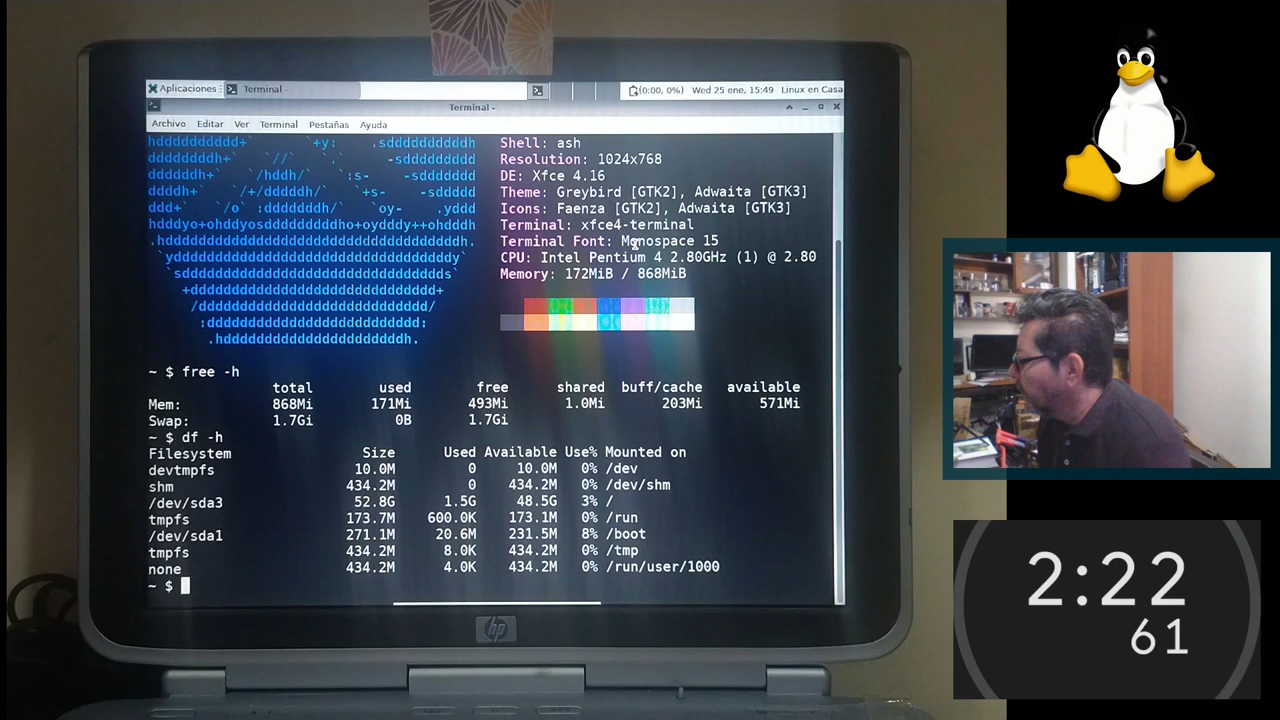 Aplicaciones
Terminal -
(0:00, 0%)
Wed 25 ene, 15:49
Linux en Casa
Terminal -
Archivo Editar Ver Terminal Pestañas Ayuda
hddddddddddd+` `+y: .sdddddddddddh
Shell: ash
Resolution: 1024x768
DE: Xfce 4.16
Theme: Greybird [GTK2], Adwaita [GTK3]
Icons: Faenza [GTK2], Adwaita [GTK3]
Terminal: xfce4-terminal
Terminal Font: Monospace 15
CPU: Intel Pentium 4 2.80GHz (1) @ 2.80
Memory: 172MiB / 868MiB
~ $ free -h
total used free shared buff/cache available
Mem: 868Mi 171Mi 493Mi 1.0Mi 203Mi 571Mi
Swap: 1.7Gi 0B 1.7Gi
~ $ df -h
Filesystem Size Used Available Use% Mounted on
devtmpfs 10.0M 0 10.0M 0% /dev
shm 434.2M 0 434.2M 0% /dev/shm
/dev/sda3 52.8G 1.5G 48.5G 3% /
tmpfs 173.7M 600.0K 173.1M 0% /run
/dev/sda1 271.1M 20.6M 231.5M 8% /boot
tmpfs 434.2M 8.0K 434.2M 0% /tmp
none 434.2M 4.0K 434.2M 0% /run/user/1000
~ $
hp
2:22
61